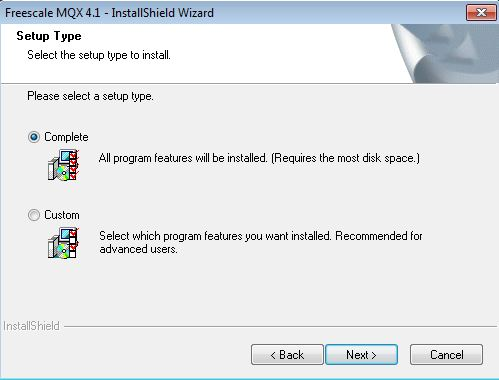 Freescale MQX 4.1 - InstallShield Wizard
Setup Type
Select the setup type to install.
Please select a setup type.
Complete
All program features will be installed. (Requires the most disk space.)
Custom
Select which program features you want installed. Recommended for
advanced users.
InstallShield
< Back
Next >
Cancel